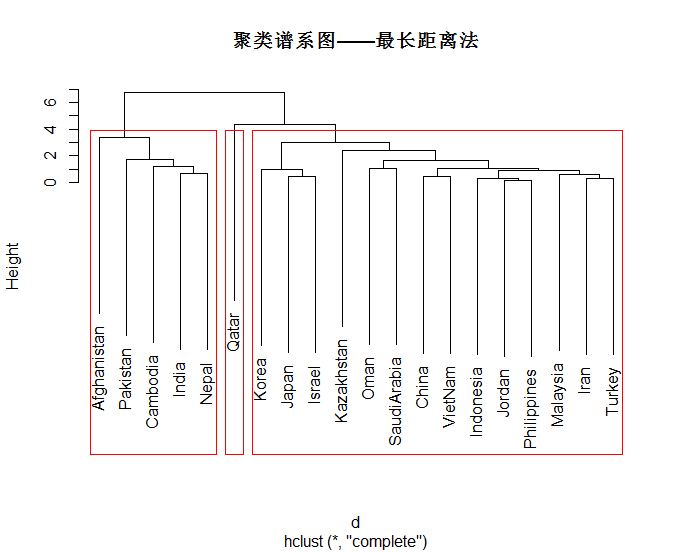 聚类谱系图——最长距离法
6
4
2
0
Height
Afghanistan
Pakistan
Cambodia
India
Nepal
Qatar
Korea
Japan
Israel
Kazakhstan
Oman
SaudiArabia
China
VietNam
Indonesia
Jordan
Philippines
Malaysia
Iran
Turkey
d
hclust (*, "complete")